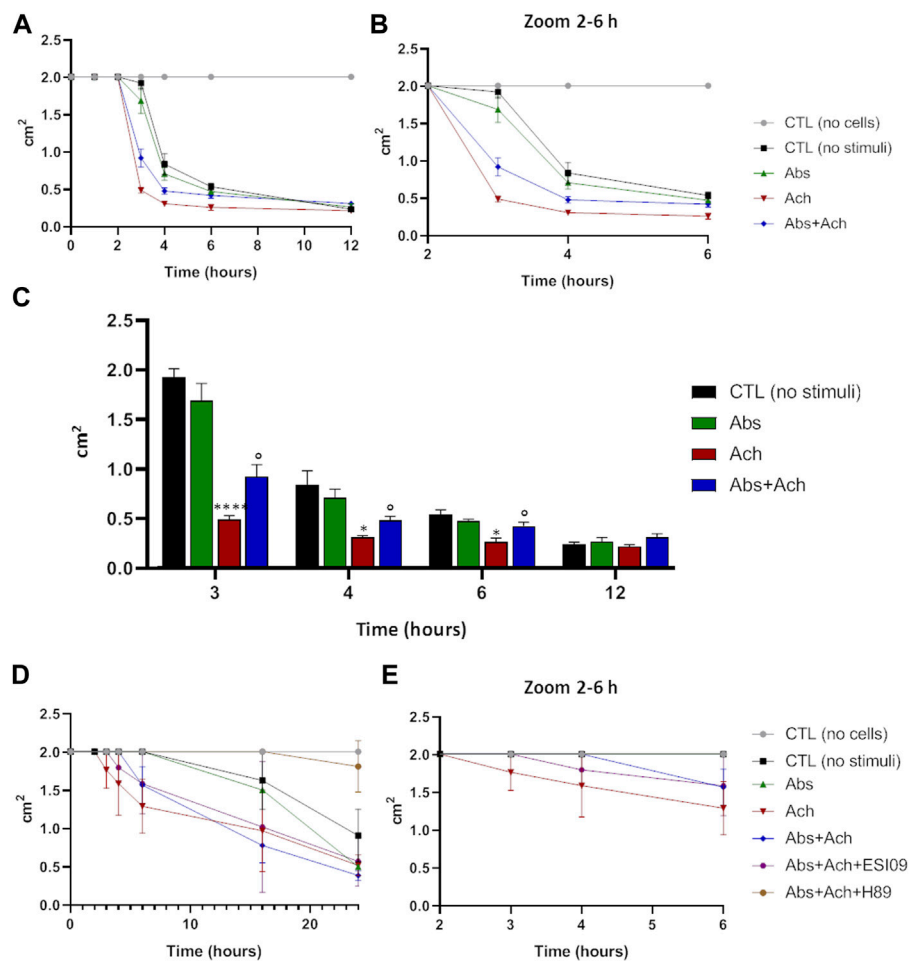 A
2.5
2.0
1.5
1.0
0.5
0.0
cm²
0 2 4 6 8 10 12
Time (hours)
B
Zoom 2-6 h
2.5
2.0
1.5
1.0
0.5
0.0
cm²
2 4 6
Time (hours)
CTL (no cells)
CTL (no stimuli)
Abs
Ach
Abs+Ach
C
2.5
2.0
1.5
1.0
0.5
0.0
cm²
**** ° * ° * °
3 4 6 12
Time (hours)
CTL (no stimuli)
Abs
Ach
Abs+Ach
D
2.5
2.0
1.5
1.0
0.5
0.0
cm²
0 10 20
Time (hours)
E
Zoom 2-6 h
2.5
2.0
1.5
1.0
0.5
0.0
cm²
2 3 4 5 6
Time (hours)
CTL (no cells)
CTL (no stimuli)
Abs
Ach
Abs+Ach
Abs+Ach+ESI09
Abs+Ach+H89